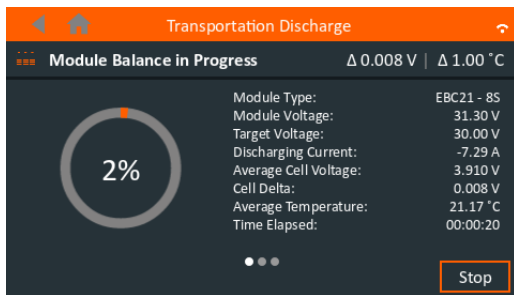 Transportation Discharge
Module Balance in Progress Δ 0.008 V | Δ 1.00 °C
Module Type: EBC21 - 8S
Module Voltage: 31.30 V
Target Voltage: 30.00 V
Discharging Current: -7.29 A
Average Cell Voltage: 3.910 V
Cell Delta: 0.008 V
Average Temperature: 21.17 °C
Time Elapsed: 00:00:20
2%
Stop